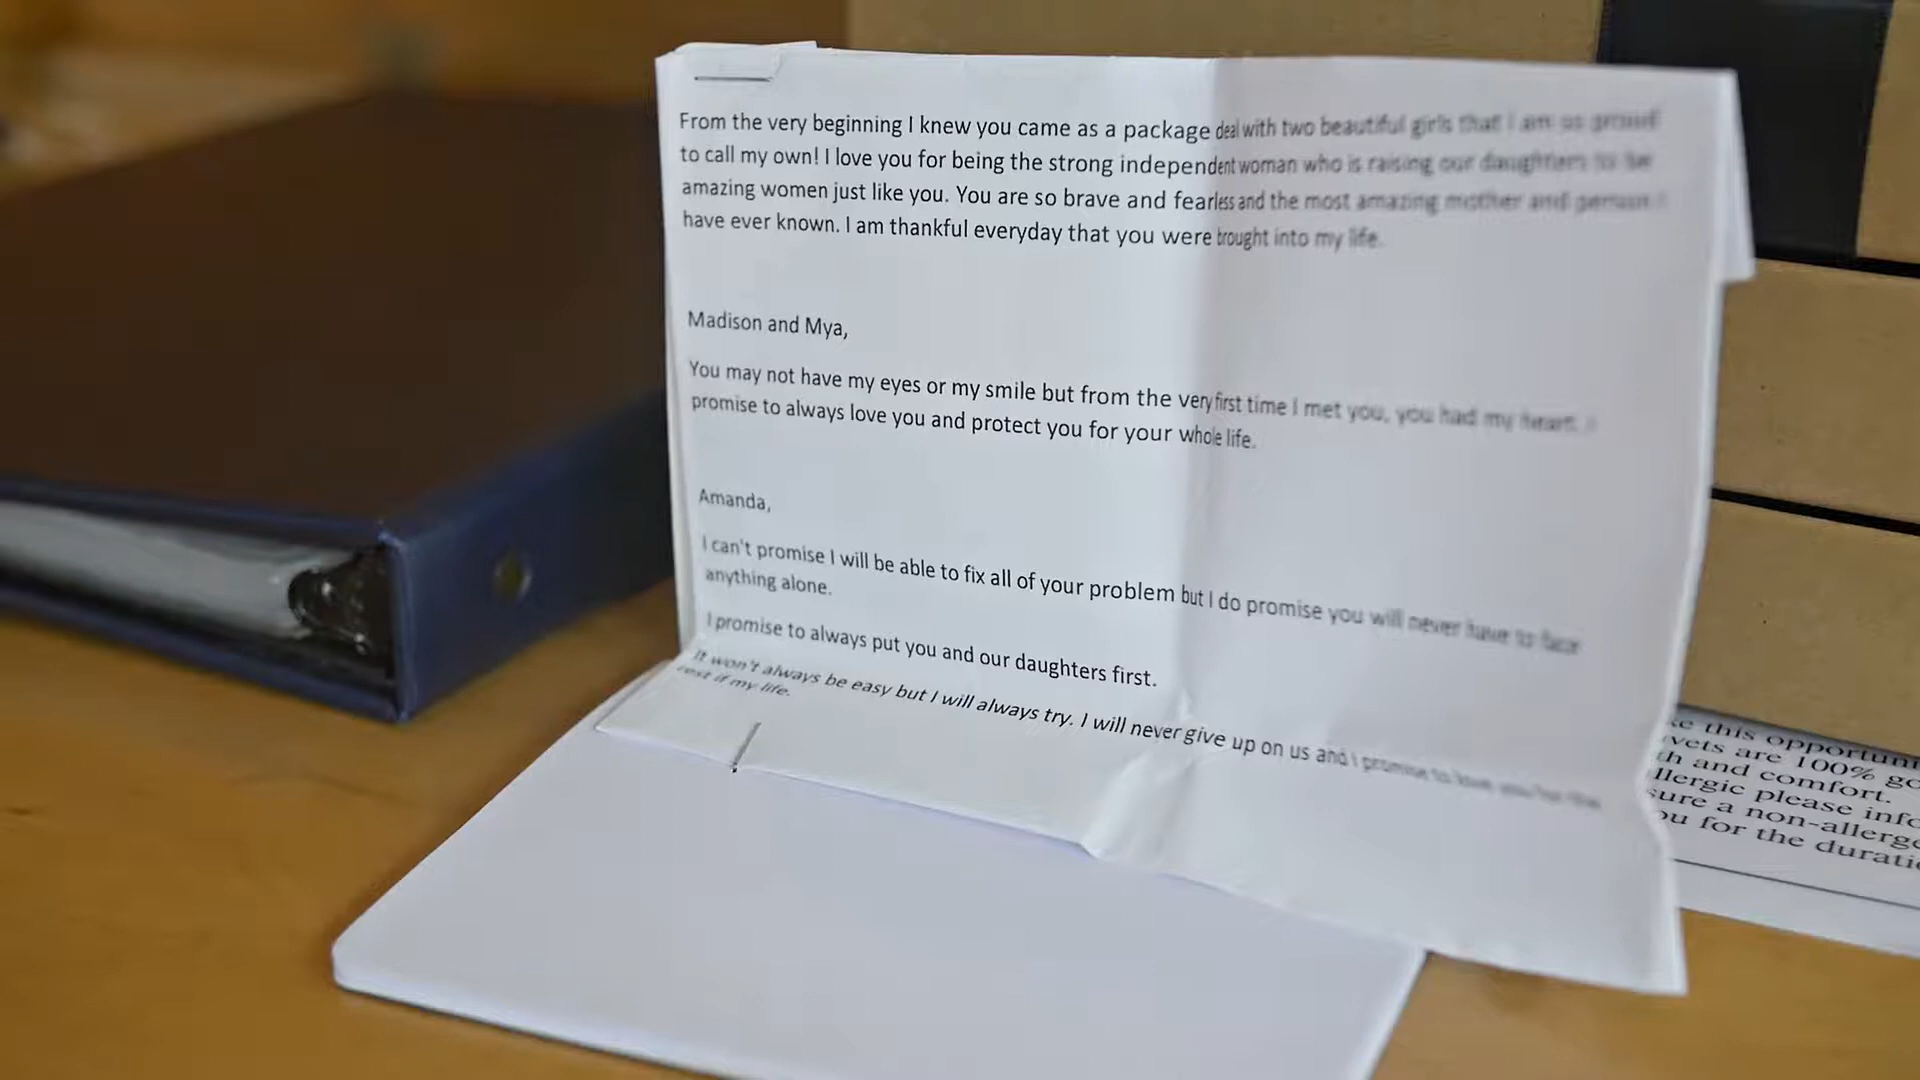 From the very beginning I knew you came as a package deal with two beautiful girls that I am so proud
to call my own! I love you for being the strong independent woman who is raising our daughters to be
amazing women just like you. You are so brave and fearless and the most amazing mother and person I
have ever known. I am thankful everyday that you were brought into my life.
Madison and Mya,
You may not have my eyes or my smile but from the very first time I met you, you had my heart. I
promise to always love you and protect you for your whole life.
Amanda,
I can't promise I will be able to fix all of your problem but I do promise you will never have to face
anything alone.
I promise to always put you and our daughters first.
It won't always be easy but I will always try. I will never give up on us and I promise to love you for the
rest if my life.
this opportuni
vets are 100% go
th and comfort.
llergic please info
sure a non-allerge
ou for the durati